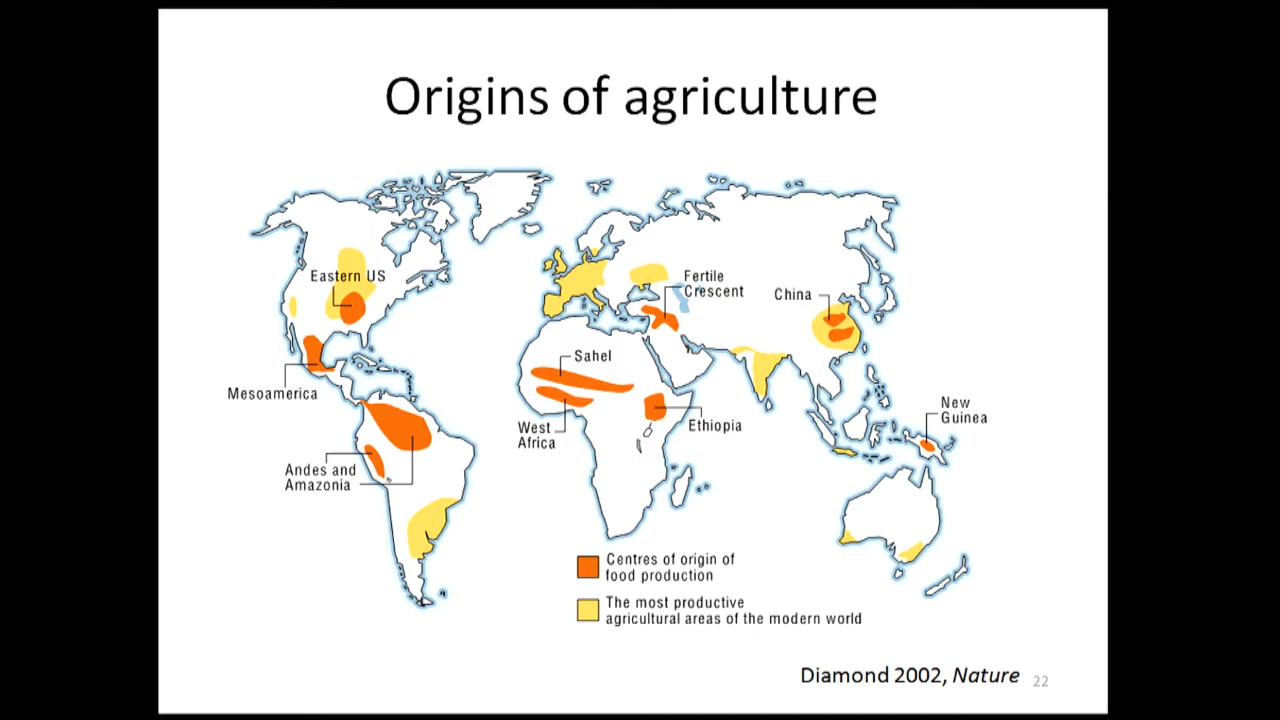 Origins of agriculture
Eastern US
Fertile
Crescent
China
Sahel
Mesoamerica
West
Africa
Ethiopia
New
Guinea
Andes and
Amazonia
Centres of origin of
food production
The most productive
agricultural areas of the modern world
Diamond 2002, Nature
22